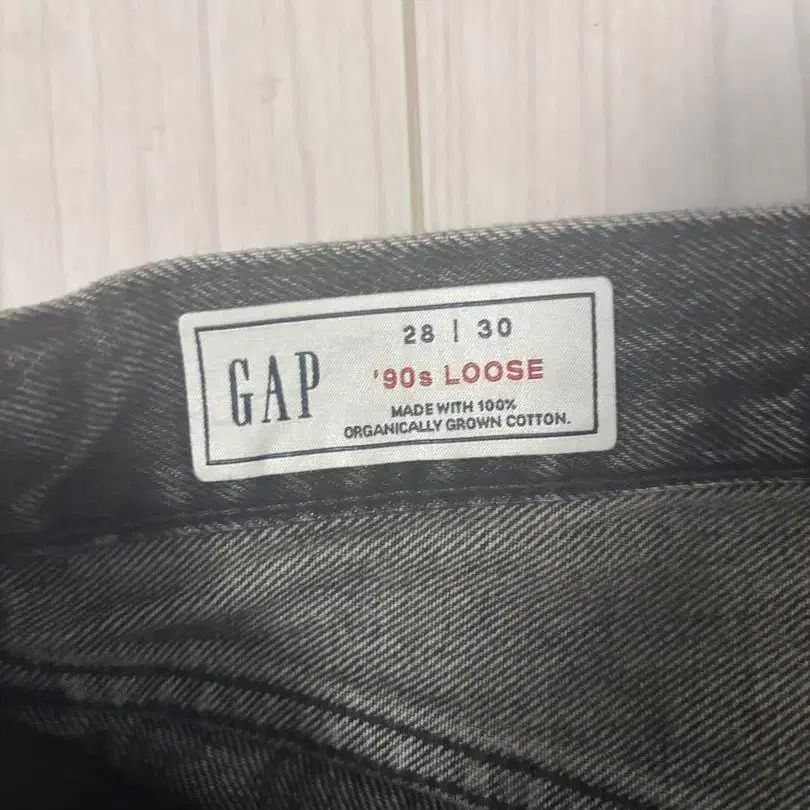 GAP
28 | 30
'90s LOOSE
MADE WITH 100%
ORGANICALLY GROWN COTTON.